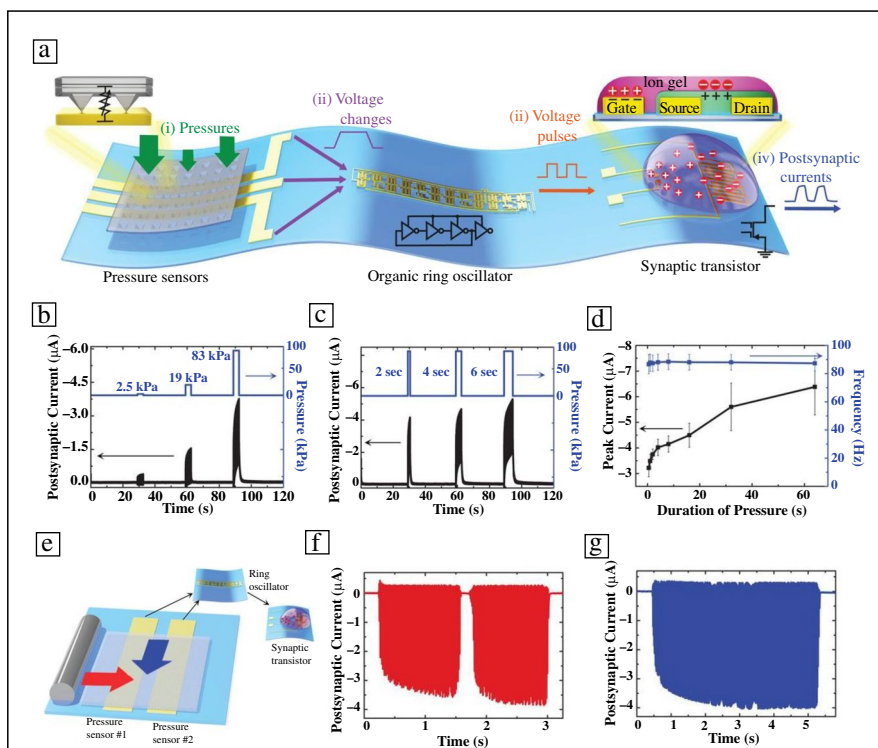 a
Ion gel
+++
Gate
Source
Drain
(i) Pressures
(ii) Voltage
changes
(ii) Voltage
pulses
(iv) Postsynaptic
currents
Pressure sensors
Organic ring oscillator
Synaptic transistor
b
Postsynaptic Current (μA)
−6.0
−4.5
−3.0
−1.5
0.0
2.5 kPa
19 kPa
83 kPa
100
50
0
Pressure
(kPa)
0 20 40 60 80 100 120
Time (s)
c
Postsynaptic Current (μA)
−6
−4
−2
0
2 sec
4 sec
6 sec
100
50
0
Pressure
(kPa)
0 20 40 60 80 100 120
Time (s)
d
Peak Current (μA)
−8
−7
−6
−5
−4
−3
100
80
60
40
20
0
Frequency
(Hz)
0 20 40 60
Duration of Pressure (s)
e
Ring
oscillator
Synaptic
transistor
Pressure
sensor #1
Pressure
sensor #2
f
Postsynaptic Current (μA)
1
0
−1
−2
−3
−4
0 1 2 3
Time (s)
g
Postsynaptic Current (μA)
1
0
−1
−2
−3
−4
0 1 2 3 4 5
Time (s)